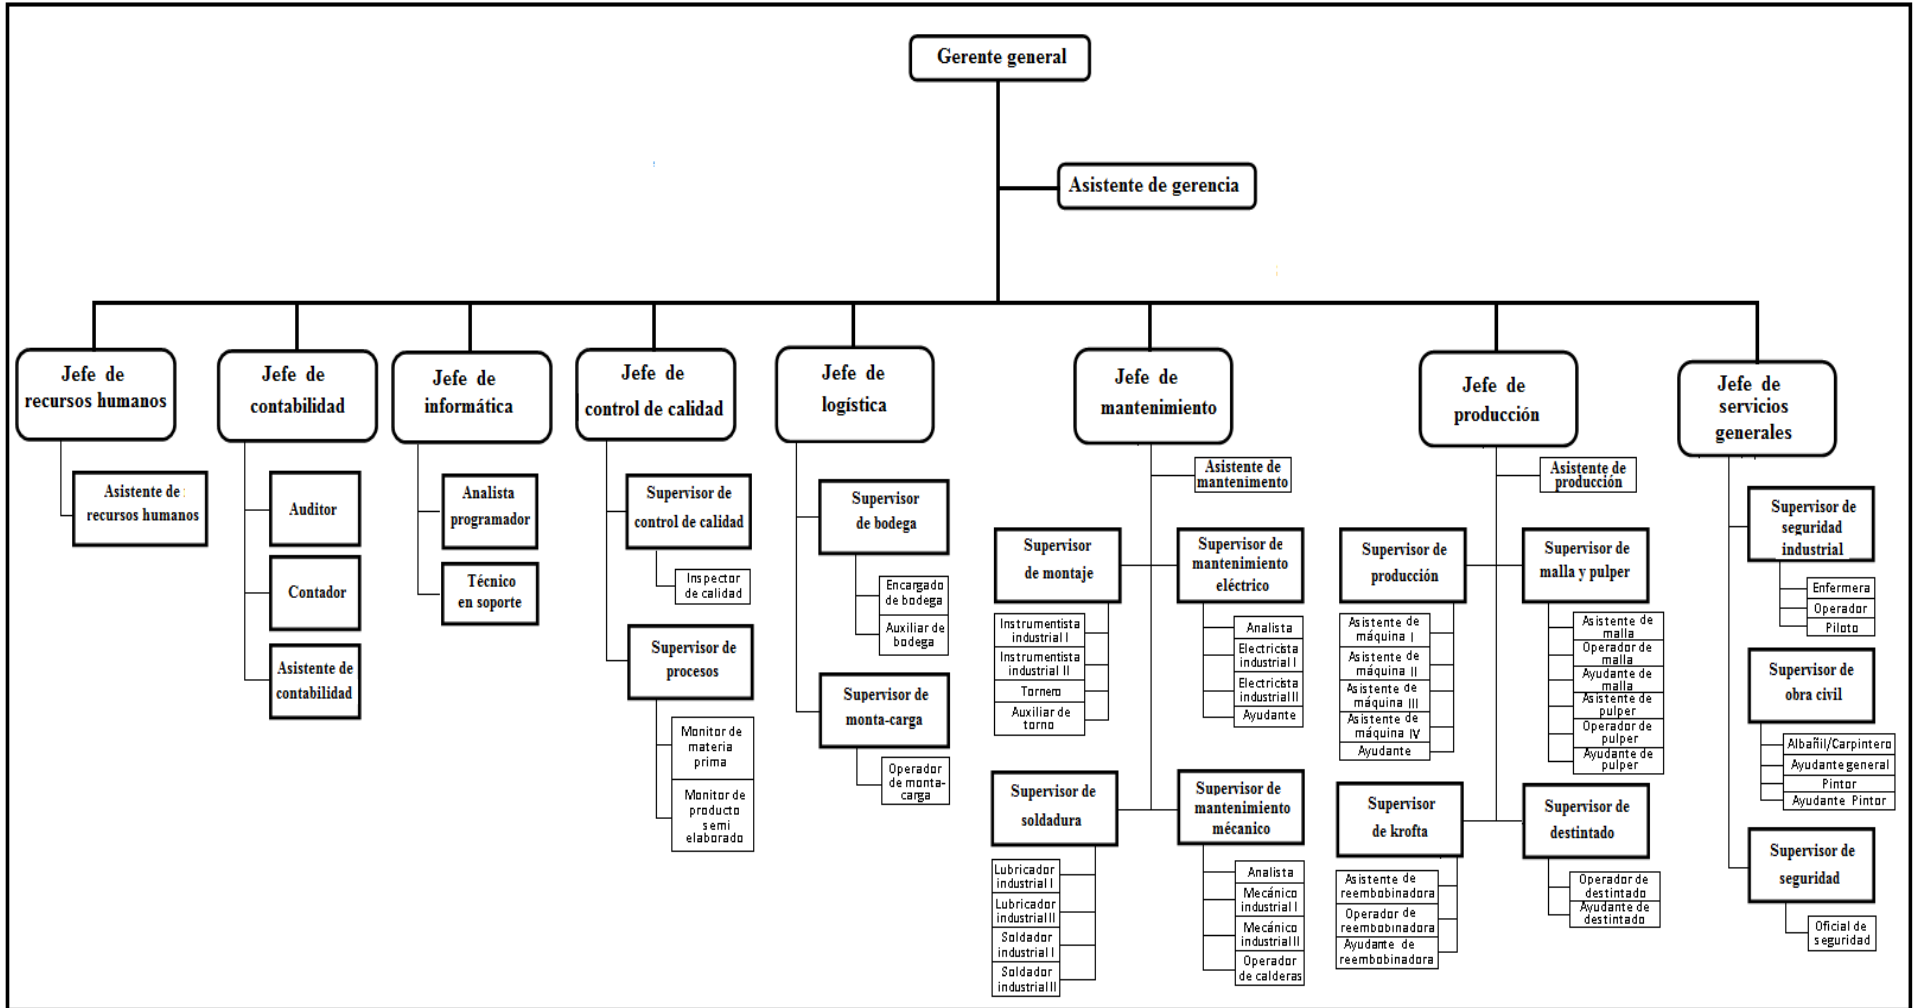 Gerente general
Asistente de gerencia
Jefe de
recursos humanos
Asistente de :
recursos humanos
Jefe de
contabilidad
Auditor
Contador
Asistente de
contabilidad
Jefe de
informática
Analista
programador
Técnico
en soporte
Jefe de
control de calidad
Supervisor de
control de calidad
Inspector
de calidad
Supervisor de
procesos
Monitor de
materia
prima
Monitor de
producto
semi
elaborado
Jefe de
logística
Supervisor
de bodega
Encargado
de bodega
Auxiliar de
bodega
Supervisor de
monta-carga
Operador
de monta-
carga
Jefe de
mantenimiento
Asistente de
mantenimento
Supervisor
de montaje
Instrumentista
industrial I
Instrumentista
industrial II
Tornero
Auxiliar de
torno
Supervisor de
mantenimiento
eléctrico
Analista
Electricista
industrial I
Electricista
industrial II
Ayudante
Supervisor de
soldadura
Lubricador
industrial I
Lubricador
industrial II
Soldador
industrial I
Soldador
industrial II
Supervisor de
mantenimiento
mécanico
Analista
Mecánico
industrial I
Mecánico
industrial II
Operador
de calderas
Jefe de
producción
Asistente de
producción
Supervisor de
producción
Asistente de
máquina I
Asistente de
máquina II
Asistente de
máquina III
Asistente de
máquina IV
Ayudante
Supervisor de
malla y pulper
Asistente de
malla
Operador de
malla
Ayudante de
malla
Asistente de
pulper
Operador de
pulper
Ayudante de
pulper
Supervisor
de krofta
Asistente de
reembobinadora
Operador de
reembobinadora
Ayudante de
reembobinadora
Supervisor de
destintado
Operador de
destintado
Ayudante de
destintado
Jefe de
servicios
generales
Supervisor de
seguridad
industrial
Enfermera
Operador
Piloto
Supervisor de
obra civil
Albañil/Carpintero
Ayudante general
Pintor
Ayudante Pintor
Supervisor de
seguridad
Oficial de
seguridad